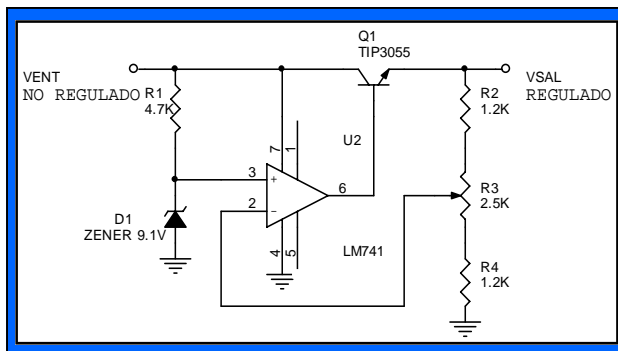 Q1
TIP3055
VENT
NO REGULADO
R1
4.7K
VSAL
REGULADO
R2
1.2K
7
1
U2
3
+
6
2
-
R3
2.5K
D1
ZENER 9.1V
4
5
LM741
R4
1.2K